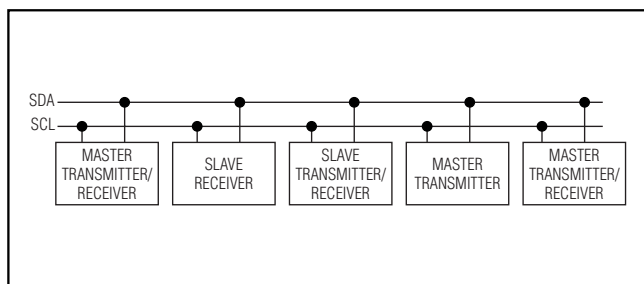 SDA
SCL
MASTER
TRANSMITTER/
RECEIVER
SLAVE
RECEIVER
SLAVE
TRANSMITTER/
RECEIVER
MASTER
TRANSMITTER
MASTER
TRANSMITTER/
RECEIVER